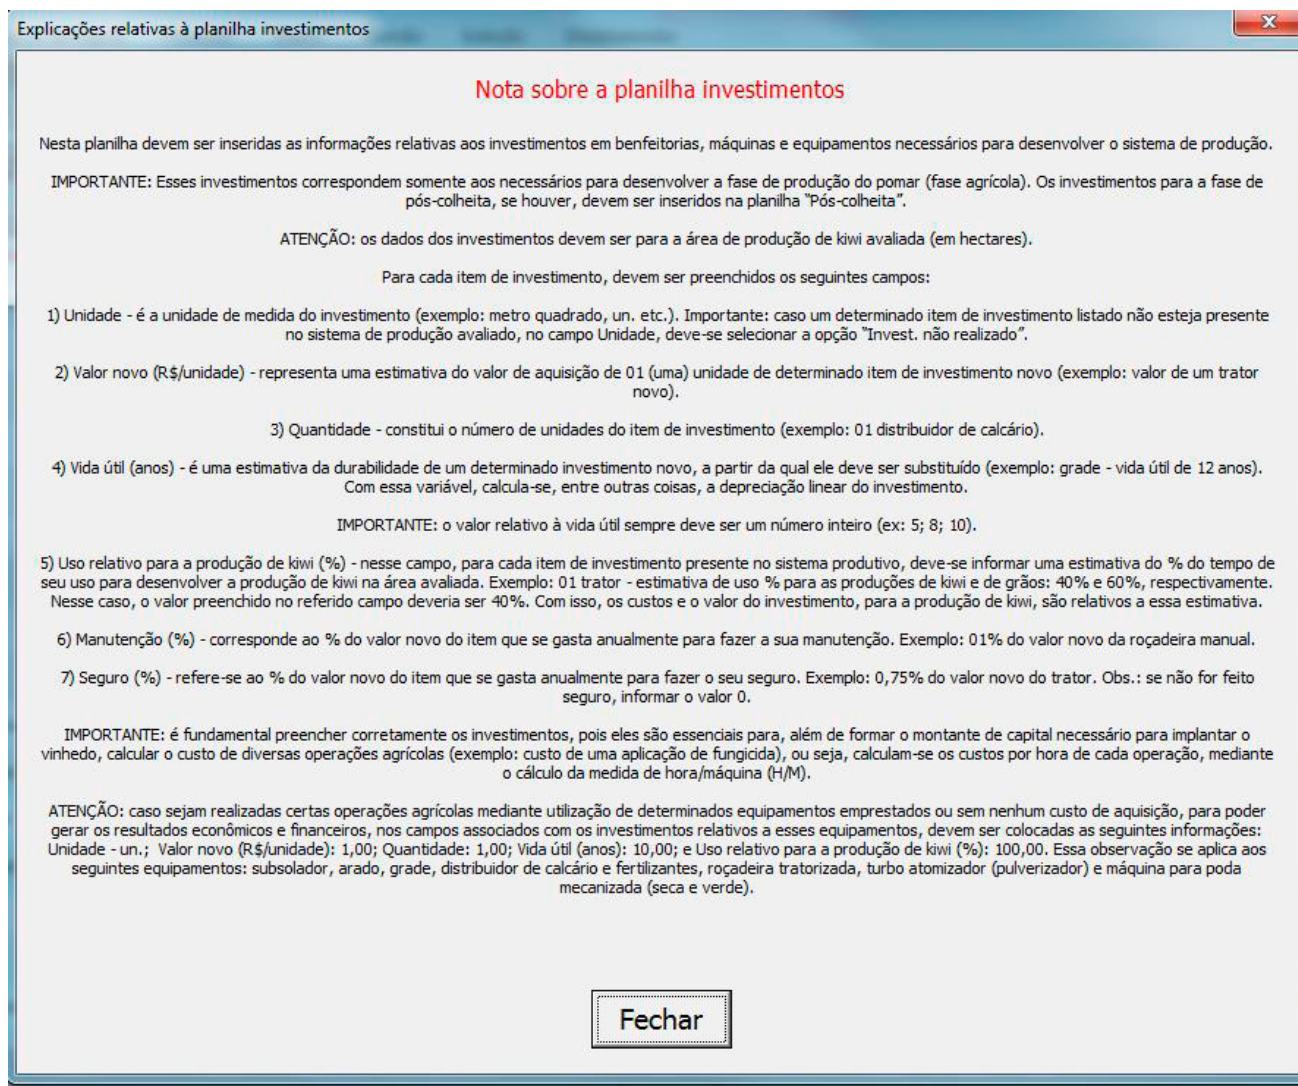 Explicações relativas à planilha investimentos
Nota sobre a planilha investimentos
Nesta planilha devem ser inseridas as informações relativas aos investimentos em benfeitorias, máquinas e equipamentos necessários para desenvolver o sistema de produção.
IMPORTANTE: Esses investimentos correspondem somente aos necessários para desenvolver a fase de produção do pomar (fase agrícola). Os investimentos para a fase de
pós-colheita, se houver, devem ser inseridos na planilha "Pós-colheita".
ATENÇÃO: os dados dos investimentos devem ser para a área de produção de kiwi avaliada (em hectares).
Para cada item de investimento, devem ser preenchidos os seguintes campos:
1) Unidade - é a unidade de medida do investimento (exemplo: metro quadrado, un. etc.). Importante: caso um determinado item de investimento listado não esteja presente
no sistema de produção avaliado, no campo Unidade, deve-se selecionar a opção "Invest. não realizado".
2) Valor novo (R$/unidade) - representa uma estimativa do valor de aquisição de 01 (uma) unidade de determinado item de investimento novo (exemplo: valor de um trator
novo).
3) Quantidade - constitui o número de unidades do item de investimento (exemplo: 01 distribuidor de calcário).
4) Vida útil (anos) - é uma estimativa da durabilidade de um determinado investimento novo, a partir da qual ele deve ser substituído (exemplo: grade - vida útil de 12 anos).
Com essa variável, calcula-se, entre outras coisas, a depreciação linear do investimento.
IMPORTANTE: o valor relativo à vida útil sempre deve ser um número inteiro (ex: 5; 8; 10).
5) Uso relativo para a produção de kiwi (%) - nesse campo, para cada item de investimento presente no sistema produtivo, deve-se informar uma estimativa do % do tempo de
seu uso para desenvolver a produção de kiwi na área avaliada. Exemplo: 01 trator - estimativa de uso % para as produções de kiwi e de grãos: 40% e 60%, respectivamente.
Nesse caso, o valor preenchido no referido campo deveria ser 40%. Com isso, os custos e o valor do investimento, para a produção de kiwi, são relativos a essa estimativa.
6) Manutenção (%) - corresponde ao % do valor novo do item que se gasta anualmente para fazer a sua manutenção. Exemplo: 01% do valor novo da roçadeira manual.
7) Seguro (%) - refere-se ao % do valor novo do item que se gasta anualmente para fazer o seu seguro. Exemplo: 0,75% do valor novo do trator. Obs.: se não for feito
seguro, informar o valor 0.
IMPORTANTE: é fundamental preencher corretamente os investimentos, pois eles são essenciais para, além de formar o montante de capital necessário para implantar o
vinhedo, calcular o custo de diversas operações agrícolas (exemplo: custo de uma aplicação de fungicida), ou seja, calculam-se os custos por hora de cada operação, mediante
o cálculo da medida de hora/máquina (H/M).
ATENÇÃO: caso sejam realizadas certas operações agrícolas mediante utilização de determinados equipamentos emprestados ou sem nenhum custo de aquisição, para poder
gerar os resultados econômicos e financeiros, nos campos associados com os investimentos relativos a esses equipamentos, devem ser colocadas as seguintes informações:
Unidade - un.; Valor novo (R$/unidade): 1,00; Quantidade: 1,00; Vida útil (anos): 10,00; e Uso relativo para a produção de kiwi (%): 100,00. Essa observação se aplica aos
seguintes equipamentos: subsolador, arado, grade, distribuidor de calcário e fertilizantes, roçadeira tratorizada, turbo atomizador (pulverizador) e máquina para poda
mecanizada (seca e verde).
Fechar